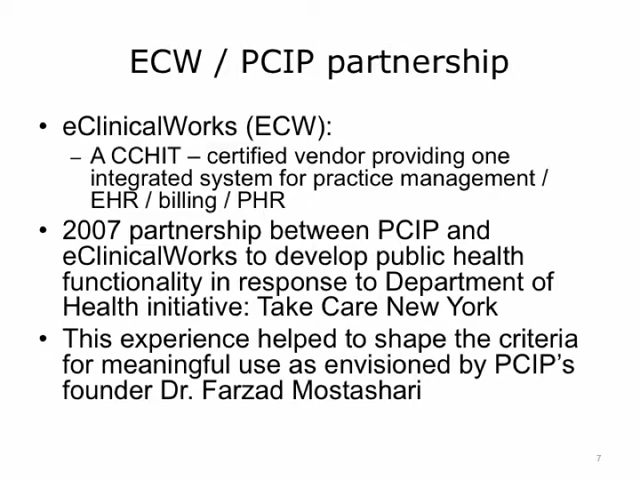 ECW / PCIP partnership
• eClinicalWorks (ECW):
– A CCHIT – certified vendor providing one
integrated system for practice management /
EHR / billing / PHR
• 2007 partnership between PCIP and
eClinicalWorks to develop public health
functionality in response to Department of
Health initiative: Take Care New York
• This experience helped to shape the criteria
for meaningful use as envisioned by PCIP's
founder Dr. Farzad Mostashari
7